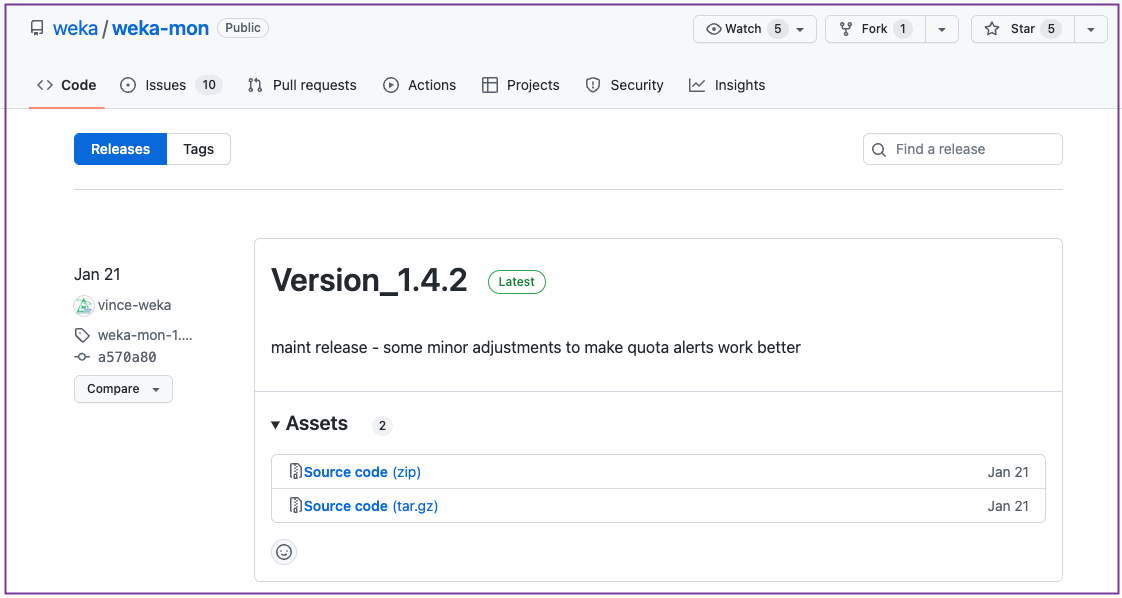 weka / weka-mon Public Watch 5 Fork 1 Star 5
Code Issues 10 Pull requests Actions Projects Security Insights
Releases Tags Find a release
Jan 21
vince-weka
weka-mon-1....
a570a80
Compare
Version_1.4.2 Latest
maint release - some minor adjustments to make quota alerts work better
Assets 2
Source code (zip) Jan 21
Source code (tar.gz) Jan 21